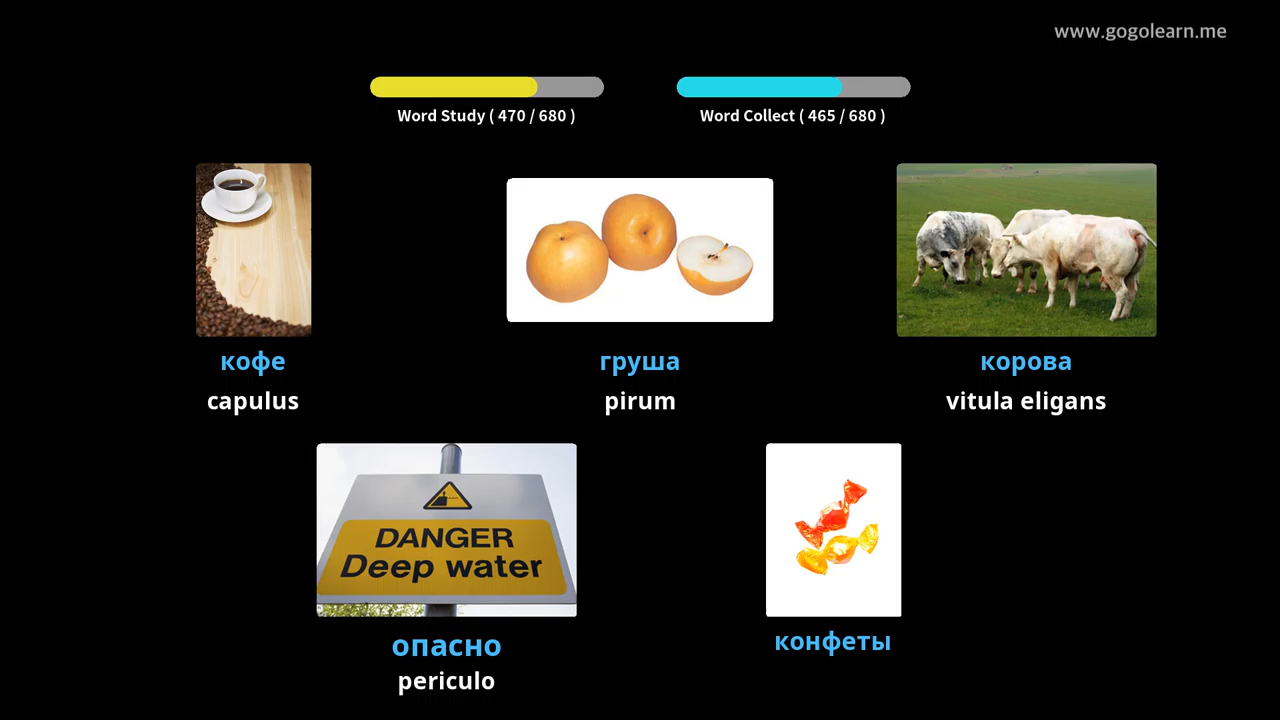 www.gogolearn.me
Word Study ( 470 / 680 )
Word Collect ( 465 / 680 )
кофе
capulus
груша
pirum
корова
vitula eligans
DANGER
Deep water
опасно
periculo
конфеты